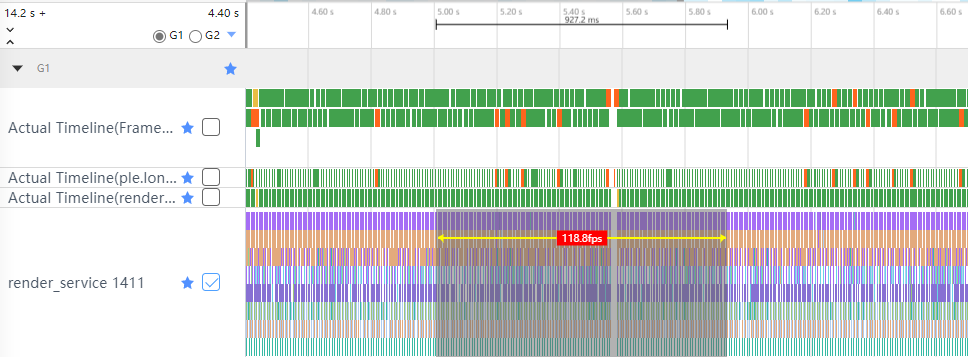 14.2 s + 4.40 s
4.60 s 4.80 s 5.00 s 5.20 s 5.40 s 5.60 s 5.80 s 6.00 s 6.20 s 6.40 s 6.60 s
927.2 ms
G1 G2
G1
Actual Timeline(Frame...
Actual Timeline(ple.lon...
Actual Timeline(render...
118.8fps
render_service 1411